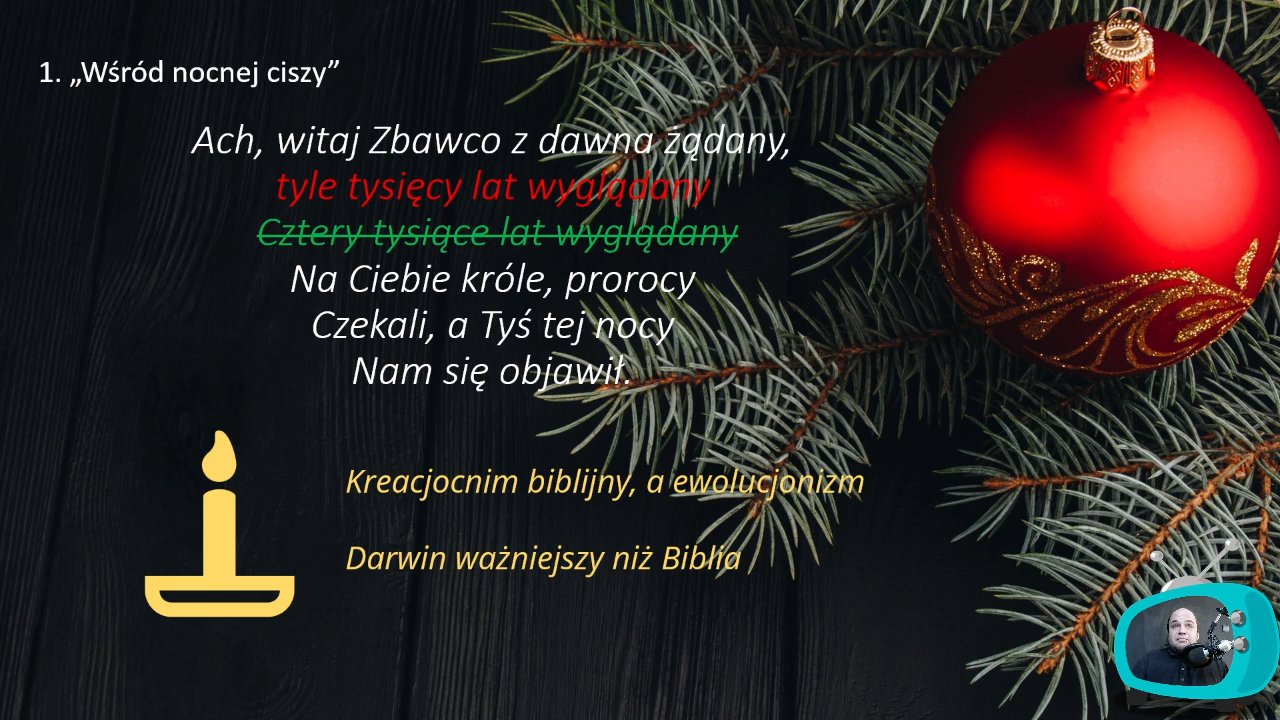 1. „Wśród nocnej ciszy”
Ach, witaj Zbawco z dawna żądany,
tyle tysięcy lat wyglądany
Cztery tysiące lat wyglądany
Na Ciebie króle, prorocy
Czekali, a Tyś tej nocy
Nam się objawił.
Kreacjocnim biblijny, a ewolucjonizm
Darwin ważniejszy niż Biblia